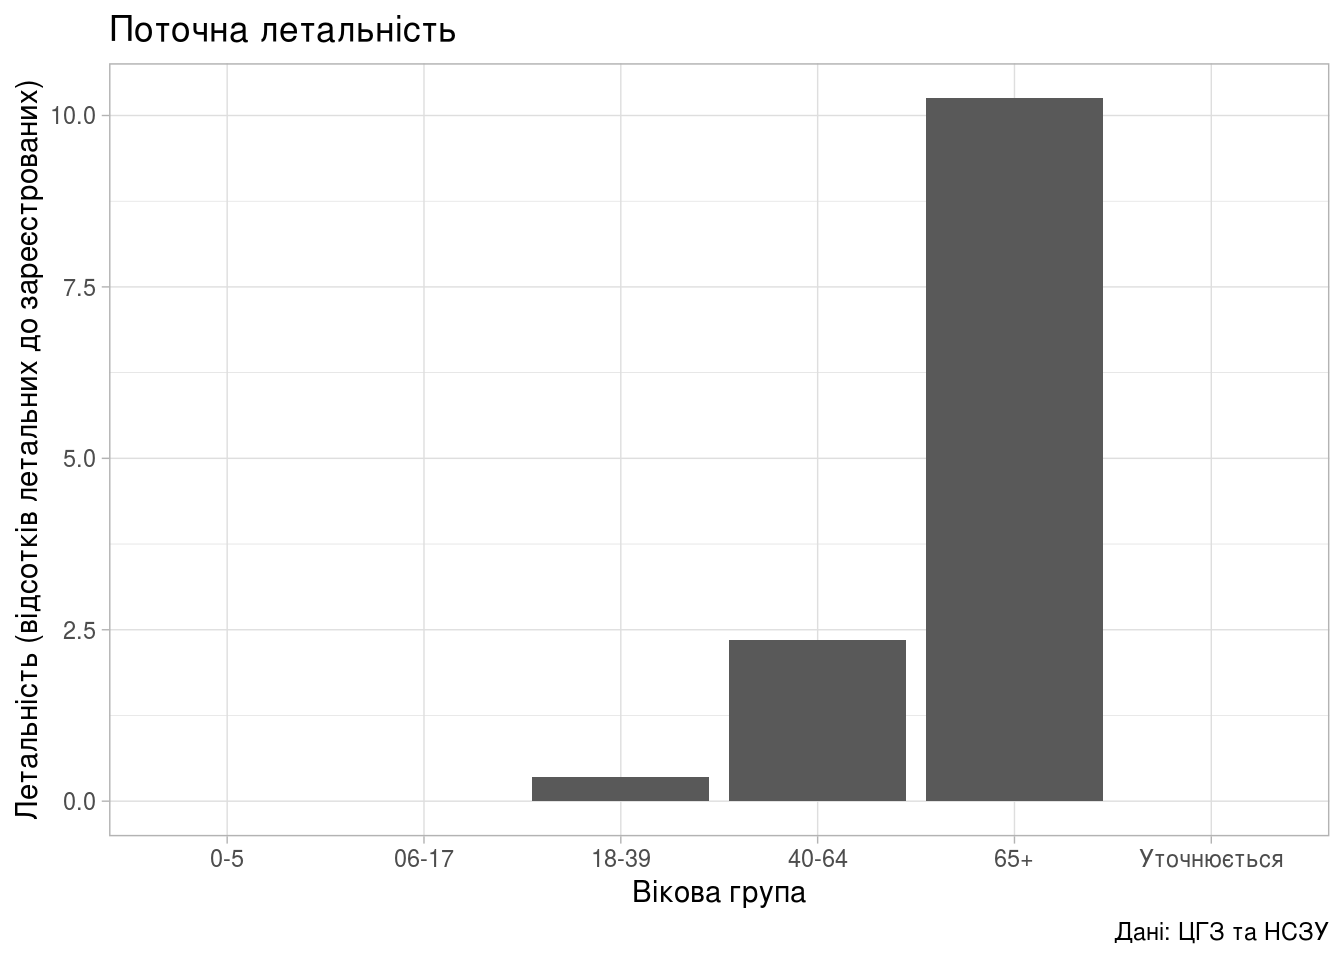 Поточна летальність
Летальність (відсотків летальних до зареєстрованих)
10.0
7.5
5.0
2.5
0.0
0-5
06-17
18-39
40-64
65+
Уточнюється
Вікова група
Дані: ЦГЗ та НСЗУ